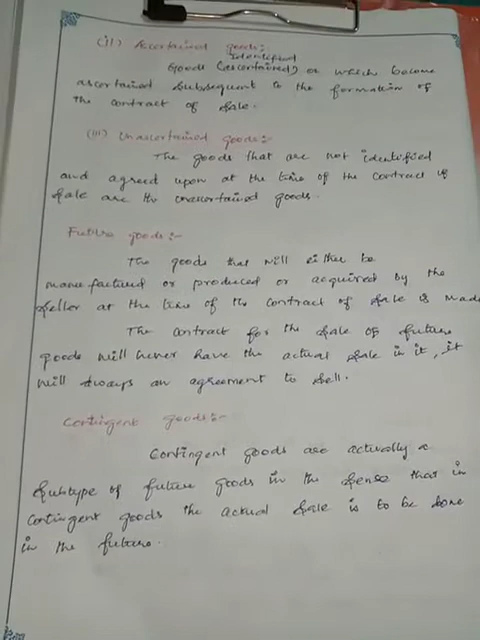 (ii) Ascertained goods:
Identified
Goods (ascertained) or which become
ascertained subsequent to the formation of
the contract of sale.
(iii) Unascertained goods:-
The goods that are not identified
and agreed upon at the time of the contract of
sale are the unascertained goods.
Future goods:-
The goods that will either be
manufactured or produced or acquired by the
seller at the time of the contract of sale is made
The contract for the sale of future
goods will never have the actual sale in it, it
will always an agreement to sell.
Contingent goods:-
Contingent goods are actually a
subtype of future goods in the sense that in
contingent goods the actual sale is to be done
in the future.